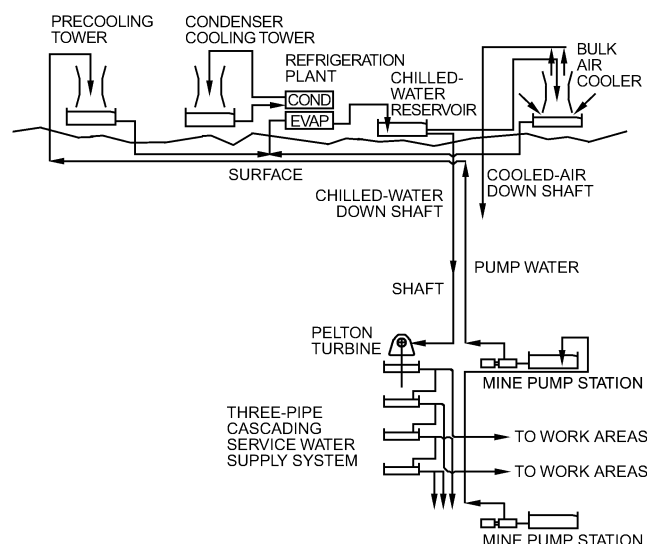 PRECOOLING
TOWER
CONDENSER
COOLING TOWER
REFRIGERATION
PLANT
COND
EVAP
CHILLED-
WATER
RESERVOIR
BULK
AIR
COOLER
SURFACE
CHILLED-WATER
DOWN SHAFT
COOLED-AIR
DOWN SHAFT
PUMP WATER
SHAFT
PELTON
TURBINE
MINE PUMP STATION
THREE-PIPE
CASCADING
SERVICE WATER
SUPPLY SYSTEM
TO WORK AREAS
TO WORK AREAS
MINE PUMP STATION